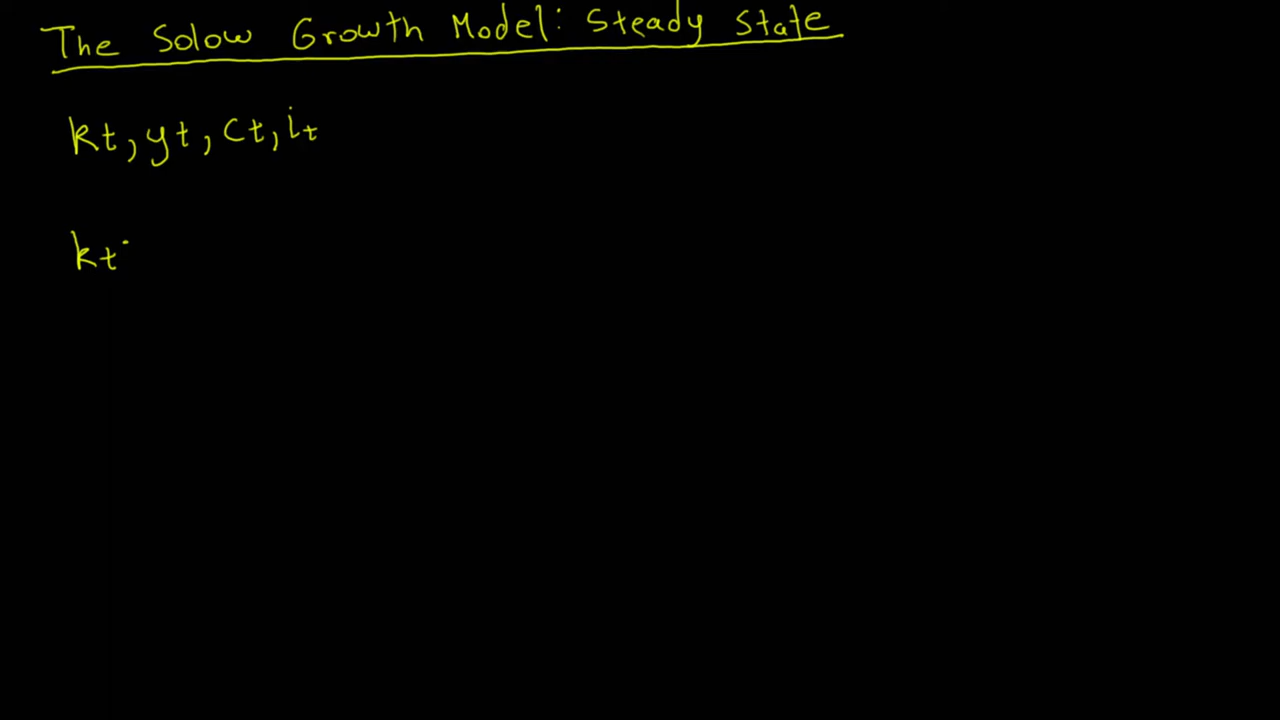 The Solow Growth Model: Steady State
kt, yt, ct, it
kt